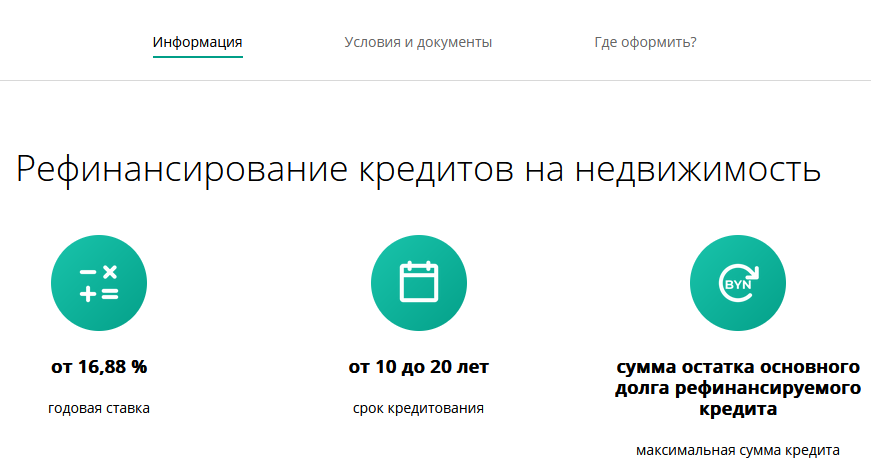 Информация
Условия и документы
Где оформить?
Рефинансирование кредитов на недвижимость
BYN
от 16,88 %
от 10 до 20 лет
сумма остатка основного
долга рефинансируемого
кредита
годовая ставка
срок кредитования
максимальная сумма кредита